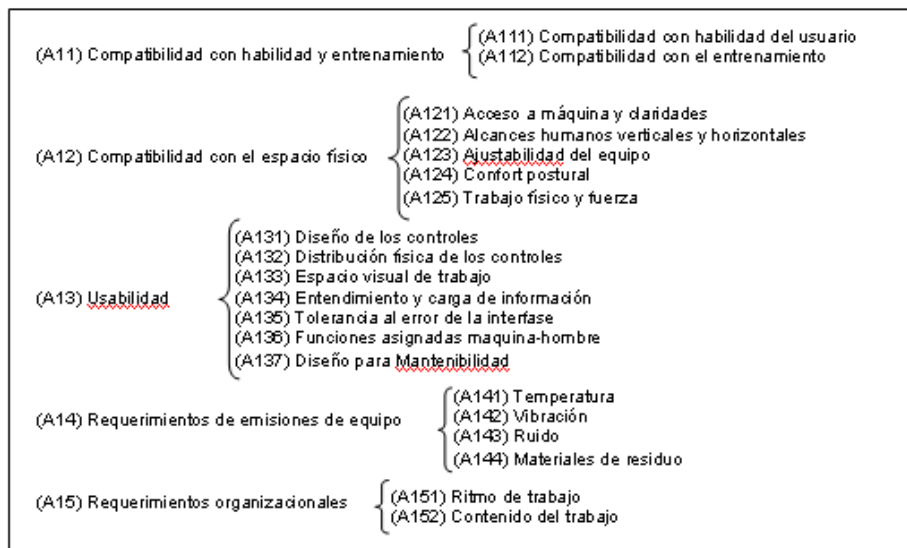 (A11) Compatibilidad con habilidad y entrenamiento
(A111) Compatibilidad con habilidad del usuario
(A112) Compatibilidad con el entrenamiento
(A12) Compatibilidad con el espacio físico
(A121) Acceso a máquina y claridades
(A122) Alcances humanos verticales y horizontales
(A123) Ajustabilidad del equipo
(A124) Confort postural
(A125) Trabajo físico y fuerza
(A13) Usabilidad
(A131) Diseño de los controles
(A132) Distribución física de los controles
(A133) Espacio visual de trabajo
(A134) Entendimiento y carga de información
(A135) Tolerancia al error de la interfase
(A136) Funciones asignadas maquina-hombre
(A137) Diseño para Mantenibilidad
(A14) Requerimientos de emisiones de equipo
(A141) Temperatura
(A142) Vibración
(A143) Ruido
(A144) Materiales de residuo
(A15) Requerimientos organizacionales
(A151) Ritmo de trabajo
(A152) Contenido del trabajo